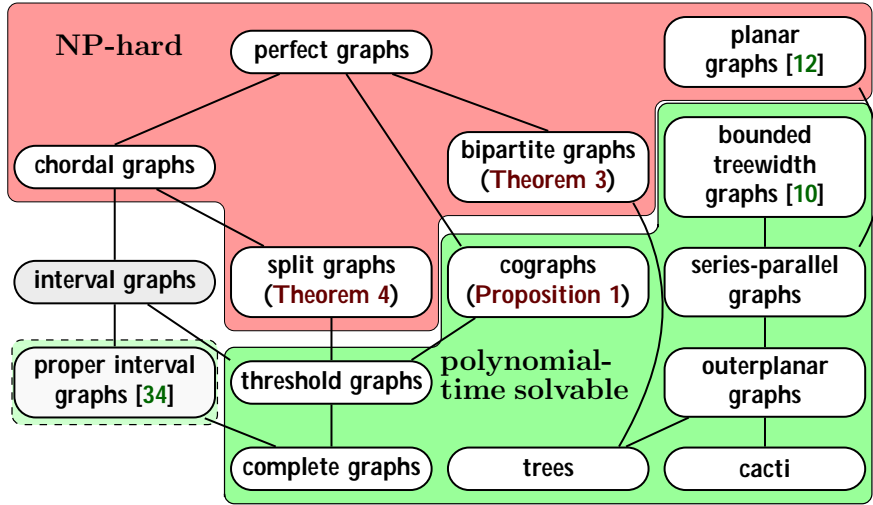 NP-hard
perfect graphs
planar
graphs [12]
chordal graphs
bipartite graphs
(Theorem 3)
bounded
treewidth
graphs [10]
interval graphs
split graphs
(Theorem 4)
cographs
(Proposition 1)
series-parallel
graphs
proper interval
graphs [34]
threshold graphs
polynomial-
time solvable
outerplanar
graphs
complete graphs
trees
cacti